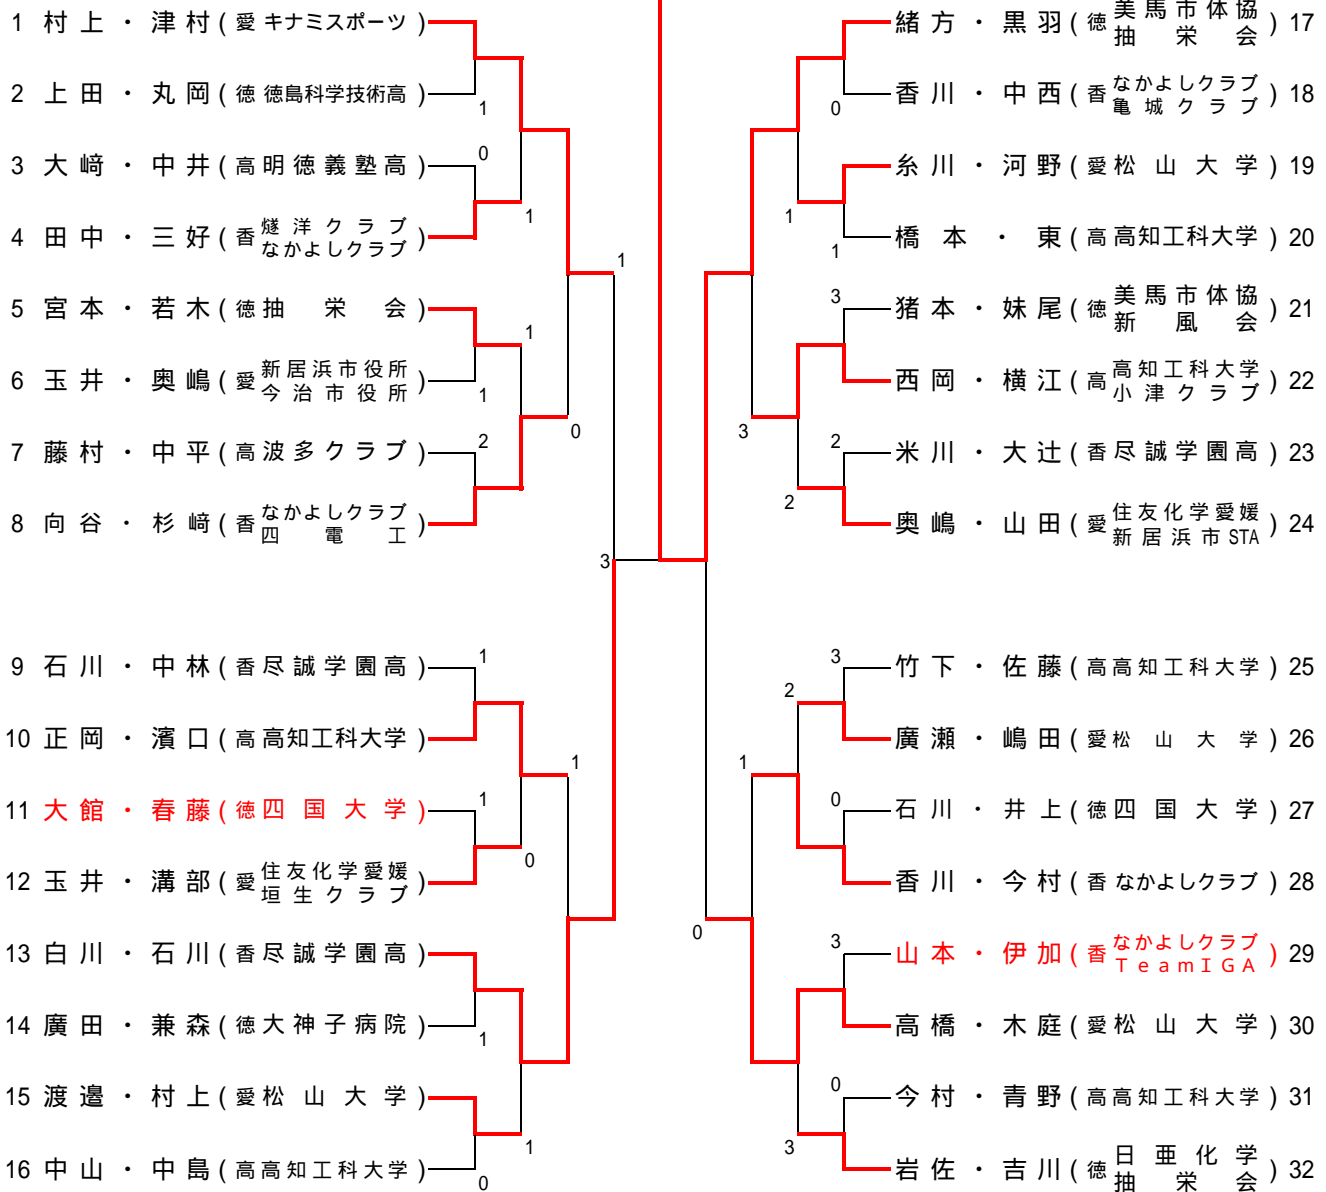 1 村上・津村(愛 キナミスポーツ)
1
2 上田・丸岡(徳 徳島科学技術高)
0
3 大﨑・中井(高 明徳義塾高)
1
4 田中・三好(香 燧洋クラブ
なかよしクラブ)
1
5 宮本・若木(徳 抽栄会)
1
6 玉井・奥嶋(愛 新居浜市役所
今治市役所)
1
0
7 藤村・中平(高 波多クラブ)
2
8 向谷・杉﨑(香 なかよしクラブ
四電工)
3
9 石川・中林(香 尽誠学園高)
1
10 正岡・濱口(高 高知工科大学)
1
11 大館・春藤(徳 四国大学)
1
0
12 玉井・溝部(愛 住友化学愛媛
垣生クラブ)
13 白川・石川(香 尽誠学園高)
14 廣田・兼森(徳 大神子病院)
1
15 渡邉・村上(愛 松山大学)
1
16 中山・中島(高 高知工科大学)
0
緒方・黒羽(徳 美馬市体協
抽栄会) 17
香川・中西(香 なかよしクラブ
亀城クラブ) 18
0
糸川・河野(愛 松山大学) 19
1
橋本・東(高 高知工科大学) 20
1
3
猪本・妹尾(徳 美馬市体協
新風会) 21
西岡・横江(高 高知工科大学
小津クラブ) 22
3
2
米川・大辻(香 尽誠学園高) 23
2
奥嶋・山田(愛 住友化学愛媛
新居浜市STA) 24
3
竹下・佐藤(高 高知工科大学) 25
2
廣瀬・嶋田(愛 松山大学) 26
1
0
石川・井上(徳 四国大学) 27
香川・今村(香 なかよしクラブ) 28
0
3
山本・伊加(香 なかよしクラブ
TeamIGA) 29
高橋・木庭(愛 松山大学) 30
0
今村・青野(高 高知工科大学) 31
3
岩佐・吉川(徳 日亜化学
抽栄会) 32